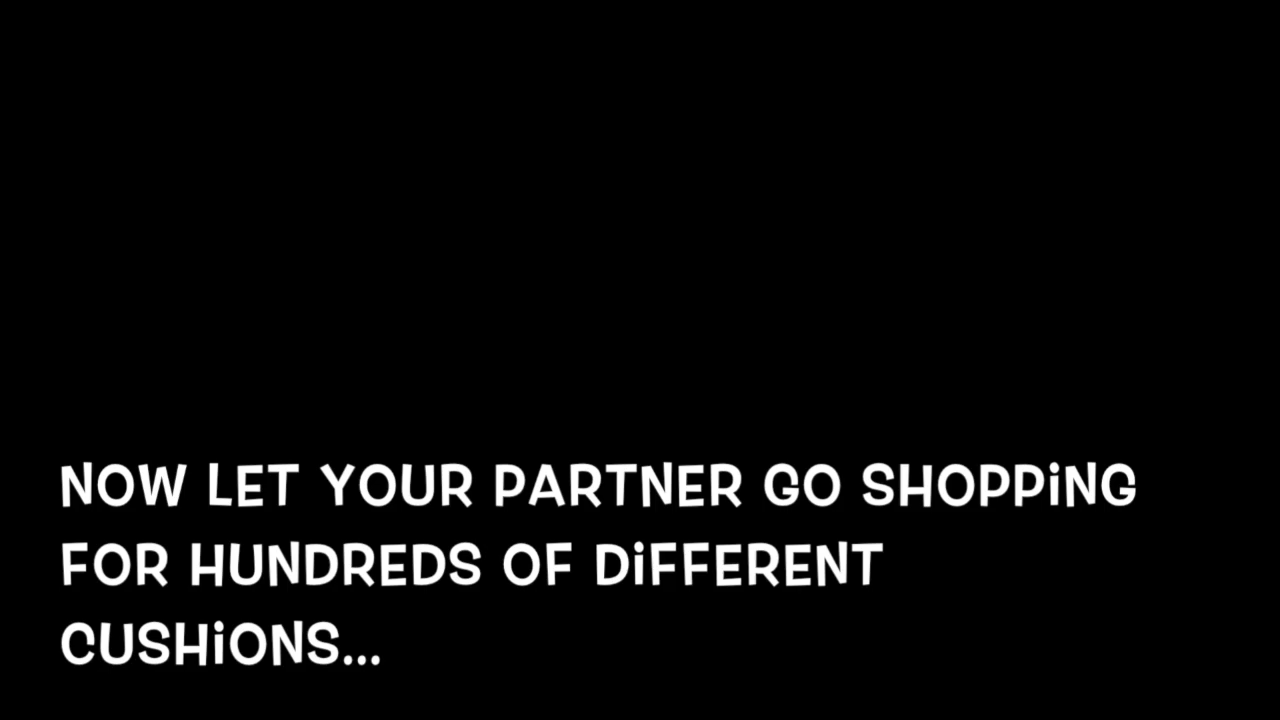 NOW LET YOUR PARTNER GO SHOPPiNG
FOR HUNDREDS OF DiFFERENT
CUSHiONS...